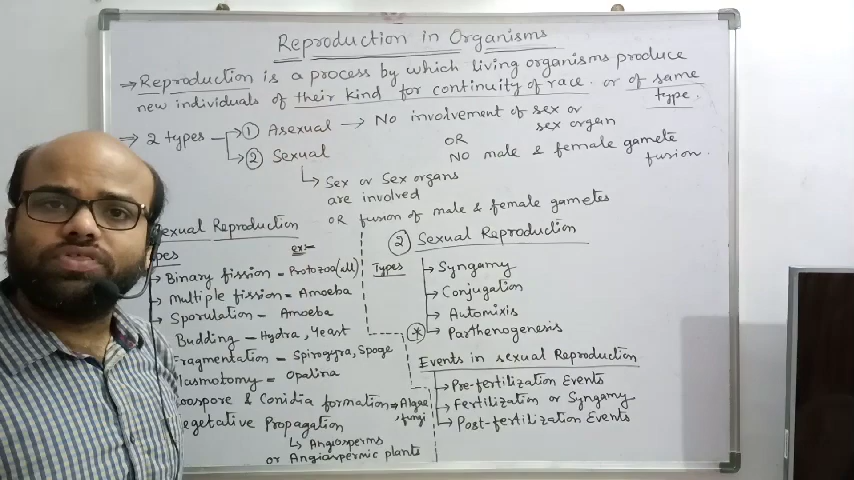 Reproduction in Organisms
⇒ Reproduction is a process by which living organisms produce
new individuals of their kind for continuity of race. or of same
type.
⇒ 2 types → ① Asexual → No involvement of sex or
sex organ
OR
NO male & female gamete
fusion.
→ ② Sexual
↳ Sex or Sex organs
are involved
OR fusion of male & female gametes
sexual Reproduction
pes
ex:-
→ Binary fission = Protozoa(all)
→ Multiple fission = Amoeba
→ Sporulation - Amoeba
Budding - Hydra, Yeast
Fragmentation = Spirogyra, Spoge
lasmotomy = Opalina
oospore & Conidia formation → Algae
, fungi
egetative Propagation
↳ Angiosperms
or Angiospermic plants
② Sexual Reproduction
Types
→ Syngamy
→ Conjugation
→ Automixis
* → Parthenogenesis
Events in sexual Reproduction
→ Pre-fertilization Events
→ Fertilization or Syngamy
→ Post-fertilization Events